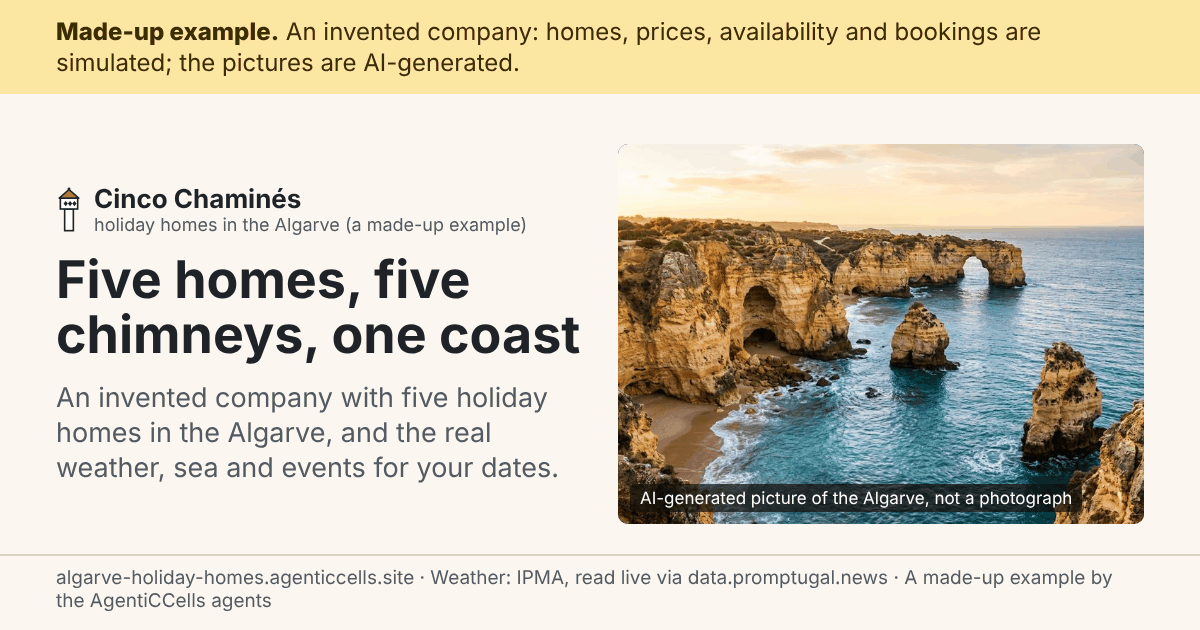 Made-up example. An invented company: homes, prices, availability and bookings are
simulated; the pictures are AI-generated.
Cinco Chaminés
holiday homes in the Algarve (a made-up example)
Five homes, five
chimneys, one coast
An invented company with five holiday
homes in the Algarve, and the real
weather, sea and events for your dates.
AI-generated picture of the Algarve, not a photograph
algarve-holiday-homes.agenticcells.site · Weather: IPMA, read live via data.promptugal.news · A made-up example by
the AgentiCCells agents